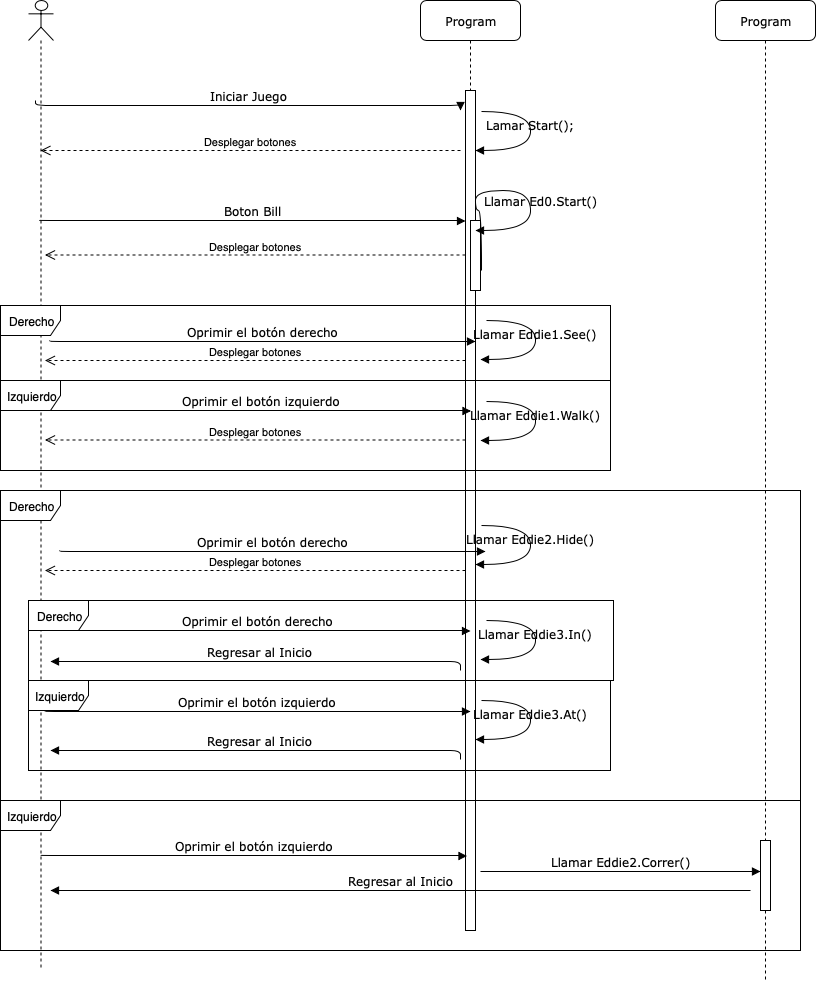 Program
Program
Iniciar Juego
Lamar Start();
Desplegar botones
Llamar Ed0.Start()
Boton Bill
Desplegar botones
Derecho
Oprimir el botón derecho
Llamar Eddie1.See()
Desplegar botones
Izquierdo
Oprimir el botón izquierdo
Llamar Eddie1.Walk()
Desplegar botones
Derecho
Oprimir el botón derecho
Llamar Eddie2.Hide()
Desplegar botones
Derecho
Oprimir el botón derecho
Llamar Eddie3.In()
Regresar al Inicio
Izquierdo
Oprimir el botón izquierdo
Llamar Eddie3.At()
Regresar al Inicio
Izquierdo
Oprimir el botón izquierdo
Llamar Eddie2.Correr()
Regresar al Inicio